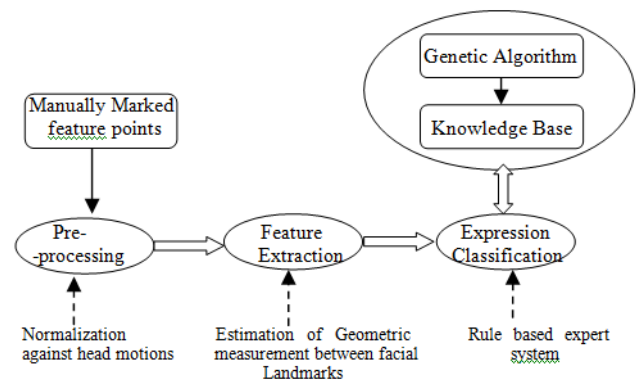 Genetic Algorithm
Knowledge Base
Manually Marked
feature points
Pre-
-processing
Feature
Extraction
Expression
Classification
Normalization
against head motions
Estimation of Geometric
measurement between facial
Landmarks
Rule based expert
system